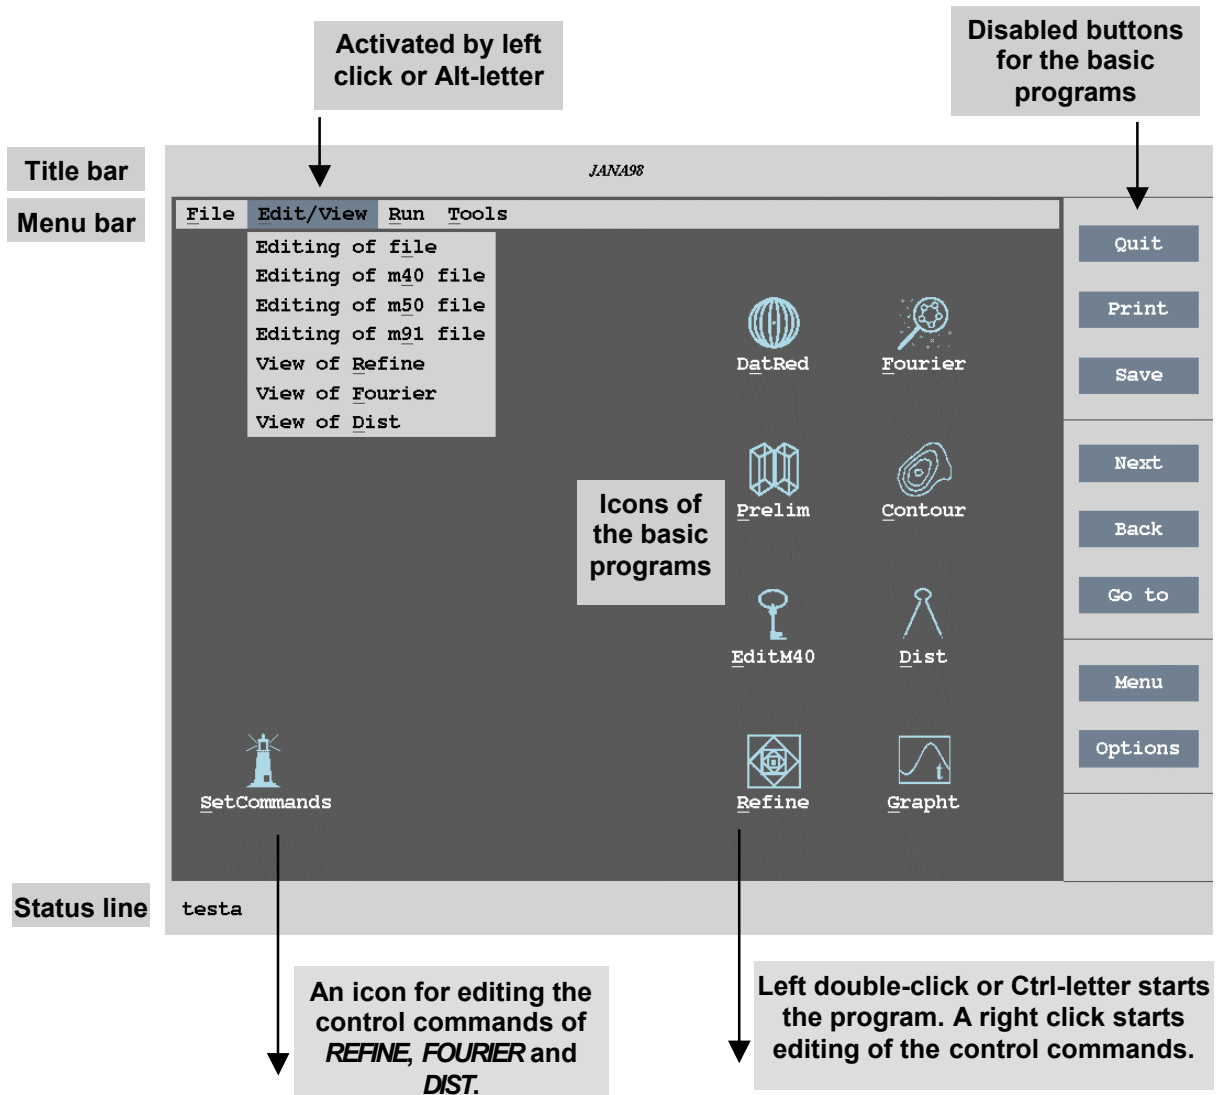 Activated by left
click or Alt-letter
Disabled buttons
for the basic
programs
Title bar
JANA98
Menu bar
File Edit/View Run Tools
Editing of file
Editing of m40 file
Editing of m50 file
Editing of m91 file
View of Refine
View of Fourier
View of Dist
Quit
Print
Save
Next
Back
Go to
Menu
Options
DatRed Fourier
Icons of
the basic
programs
Prelim Contour
EditM40 Dist
t
SetCommands Refine Grapht
Status line
testa
An icon for editing the
control commands of
REFINE, FOURIER and
DIST.
Left double-click or Ctrl-letter starts
the program. A right click starts
editing of the control commands.